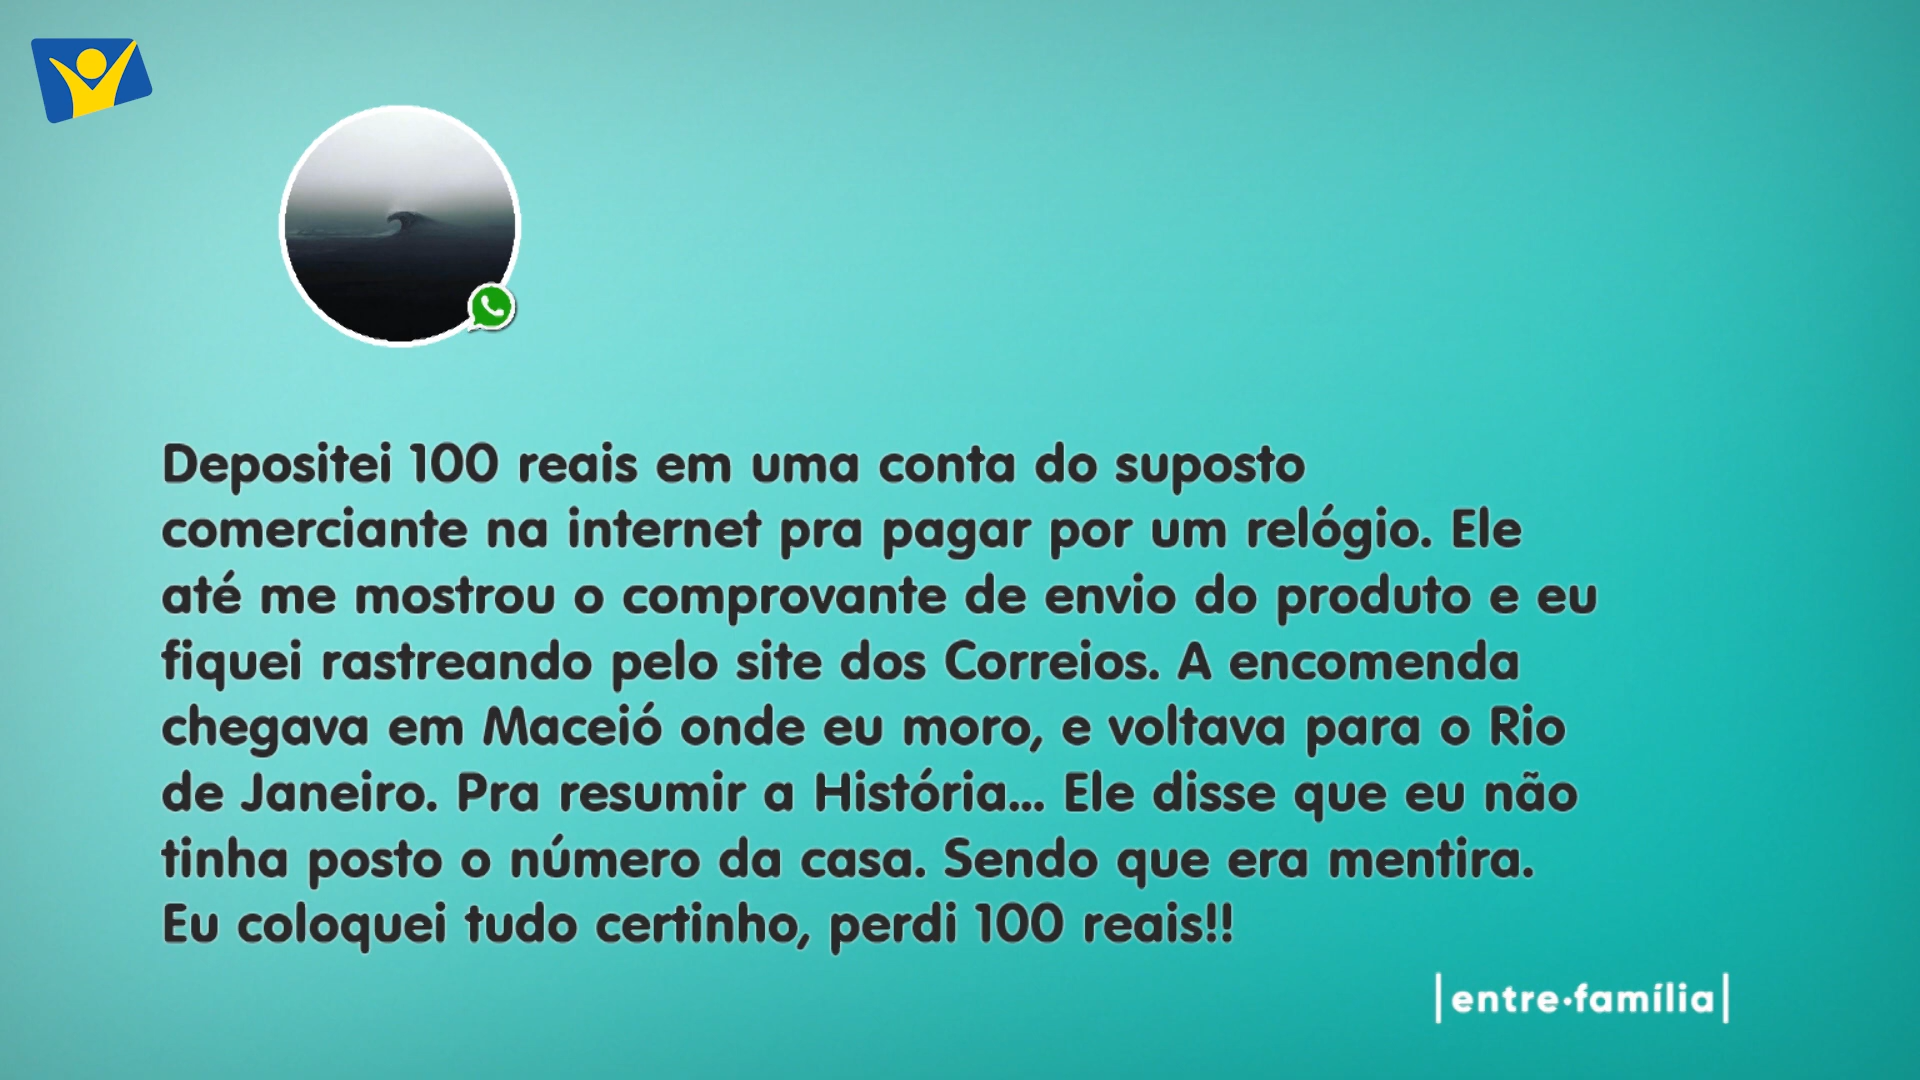 Depositei 100 reais em uma conta do suposto
comerciante na internet pra pagar por um relógio. Ele
até me mostrou o comprovante de envio do produto e eu
fiquei rastreando pelo site dos Correios. A encomenda
chegava em Maceió onde eu moro, e voltava para o Rio
de Janeiro. Pra resumir a História... Ele disse que eu não
tinha posto o número da casa. Sendo que era mentira.
Eu coloquei tudo certinho, perdi 100 reais!!
|entre·família|